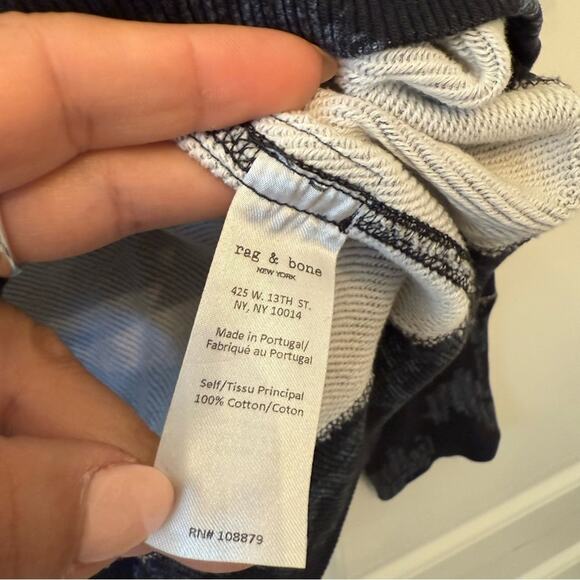 rag & bone
NEW YORK
425 W. 13TH ST.
NY, NY 10014
Made in Portugal/
Fabriqué au Portugal
Self/Tissu Principal
100% Cotton/Coton
RN# 108879